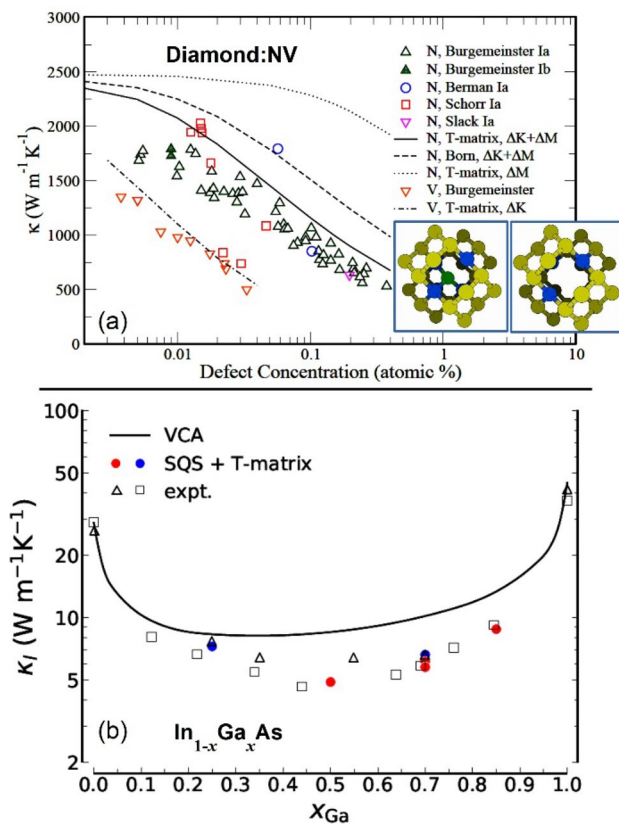 3000
2500
2000
1500
1000
500
0
κ (W m⁻¹ K⁻¹)
Diamond:NV
N, Burgemeinster Ia
N, Burgemeinster Ib
N, Berman Ia
N, Schorr Ia
N, Slack Ia
N, T-matrix, ΔK+ΔM
N, Born, ΔK+ΔM
N, T-matrix, ΔM
V, Burgemeinster
V, T-matrix, ΔK
(a)
0.01 0.1 1 10
Defect Concentration (atomic %)
100
50
20
10
5
2
κₗ (W m⁻¹K⁻¹)
VCA
SQS + T-matrix
expt.
(b)
In₁₋ₓGaₓAs
0.0 0.1 0.2 0.3 0.4 0.5 0.6 0.7 0.8 0.9 1.0
x_Ga